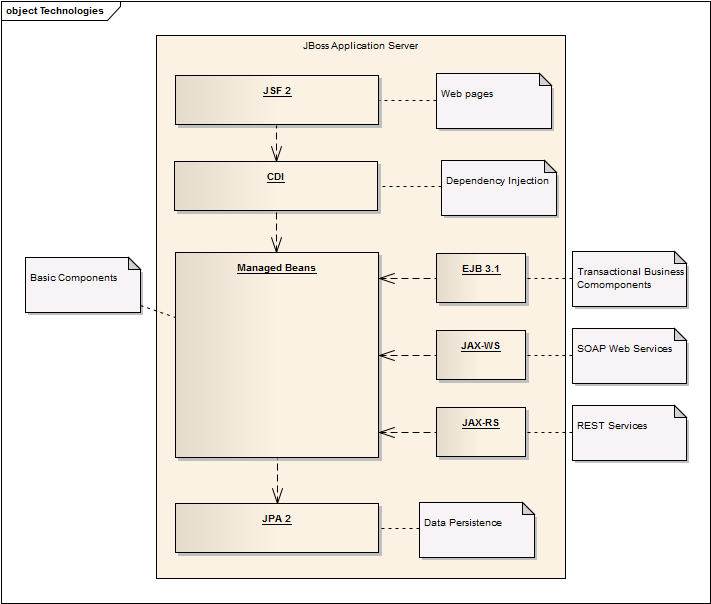 object Technologies
JBoss Application Server
JSF 2
Web pages
CDI
Dependency Injection
Managed Beans
Basic Components
EJB 3.1
Transactional Business
Comomponents
JAX-WS
SOAP Web Services
JAX-RS
REST Services
JPA 2
Data Persistence